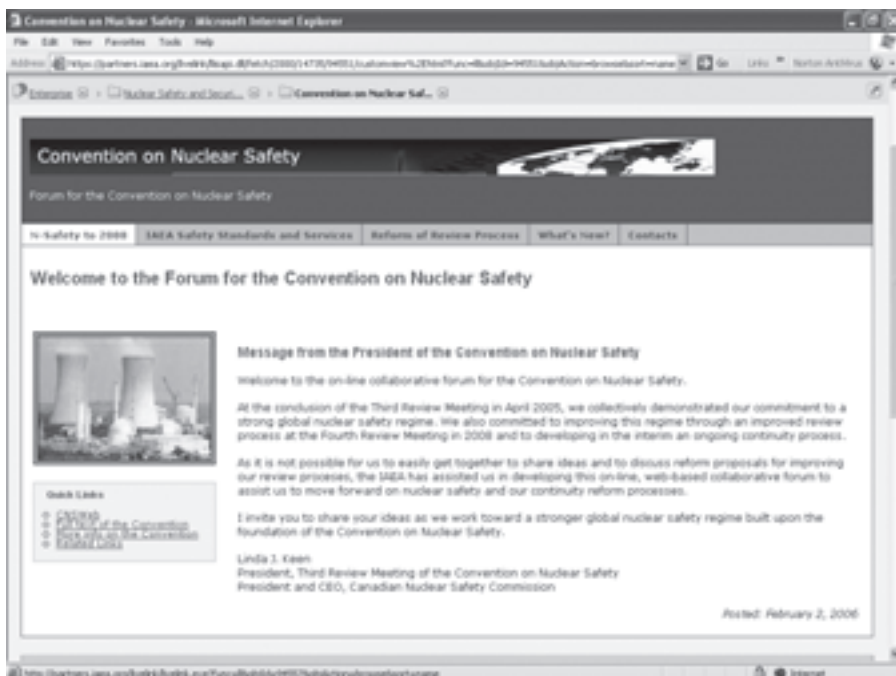 Convention on Nuclear Safety - Microsoft Internet Explorer
File Edit View Favorites Tools Help
Address Go Links Norton AntiVirus
Enterprise Nuclear Safety and Securi... Convention on Nuclear Saf...
Convention on Nuclear Safety
Forum for the Convention on Nuclear Safety
N-Safety to 2008 IAEA Safety Standards and Services Reform of Review Process What's New? Contacts
Welcome to the Forum for the Convention on Nuclear Safety
Message from the President of the Convention on Nuclear Safety
Welcome to the on-line collaborative forum for the Convention on Nuclear Safety.
At the conclusion of the Third Review Meeting in April 2005, we collectively demonstrated our commitment to a
strong global nuclear safety regime. We also committed to improving this regime through an improved review
process at the Fourth Review Meeting in 2008 and to developing in the interim an ongoing continuity process.
As it is not possible for us to easily get together to share ideas and to discuss reform proposals for improving
our review proceses, the IAEA has assisted us in developing this on-line, web-based collaborative forum to
assist us to move forward on nuclear safety and our continuity reform processes.
I invite you to share your ideas as we work toward a stronger global nuclear safety regime built upon the
foundation of the Convention on Nuclear Safety.
Linda J. Keen
President, Third Review Meeting of the Convention on Nuclear Safety
President and CEO, Canadian Nuclear Safety Commission
Posted: February 2, 2006
Quick Links
Full text of the Convention
More info on the Convention
Related Links
Internet